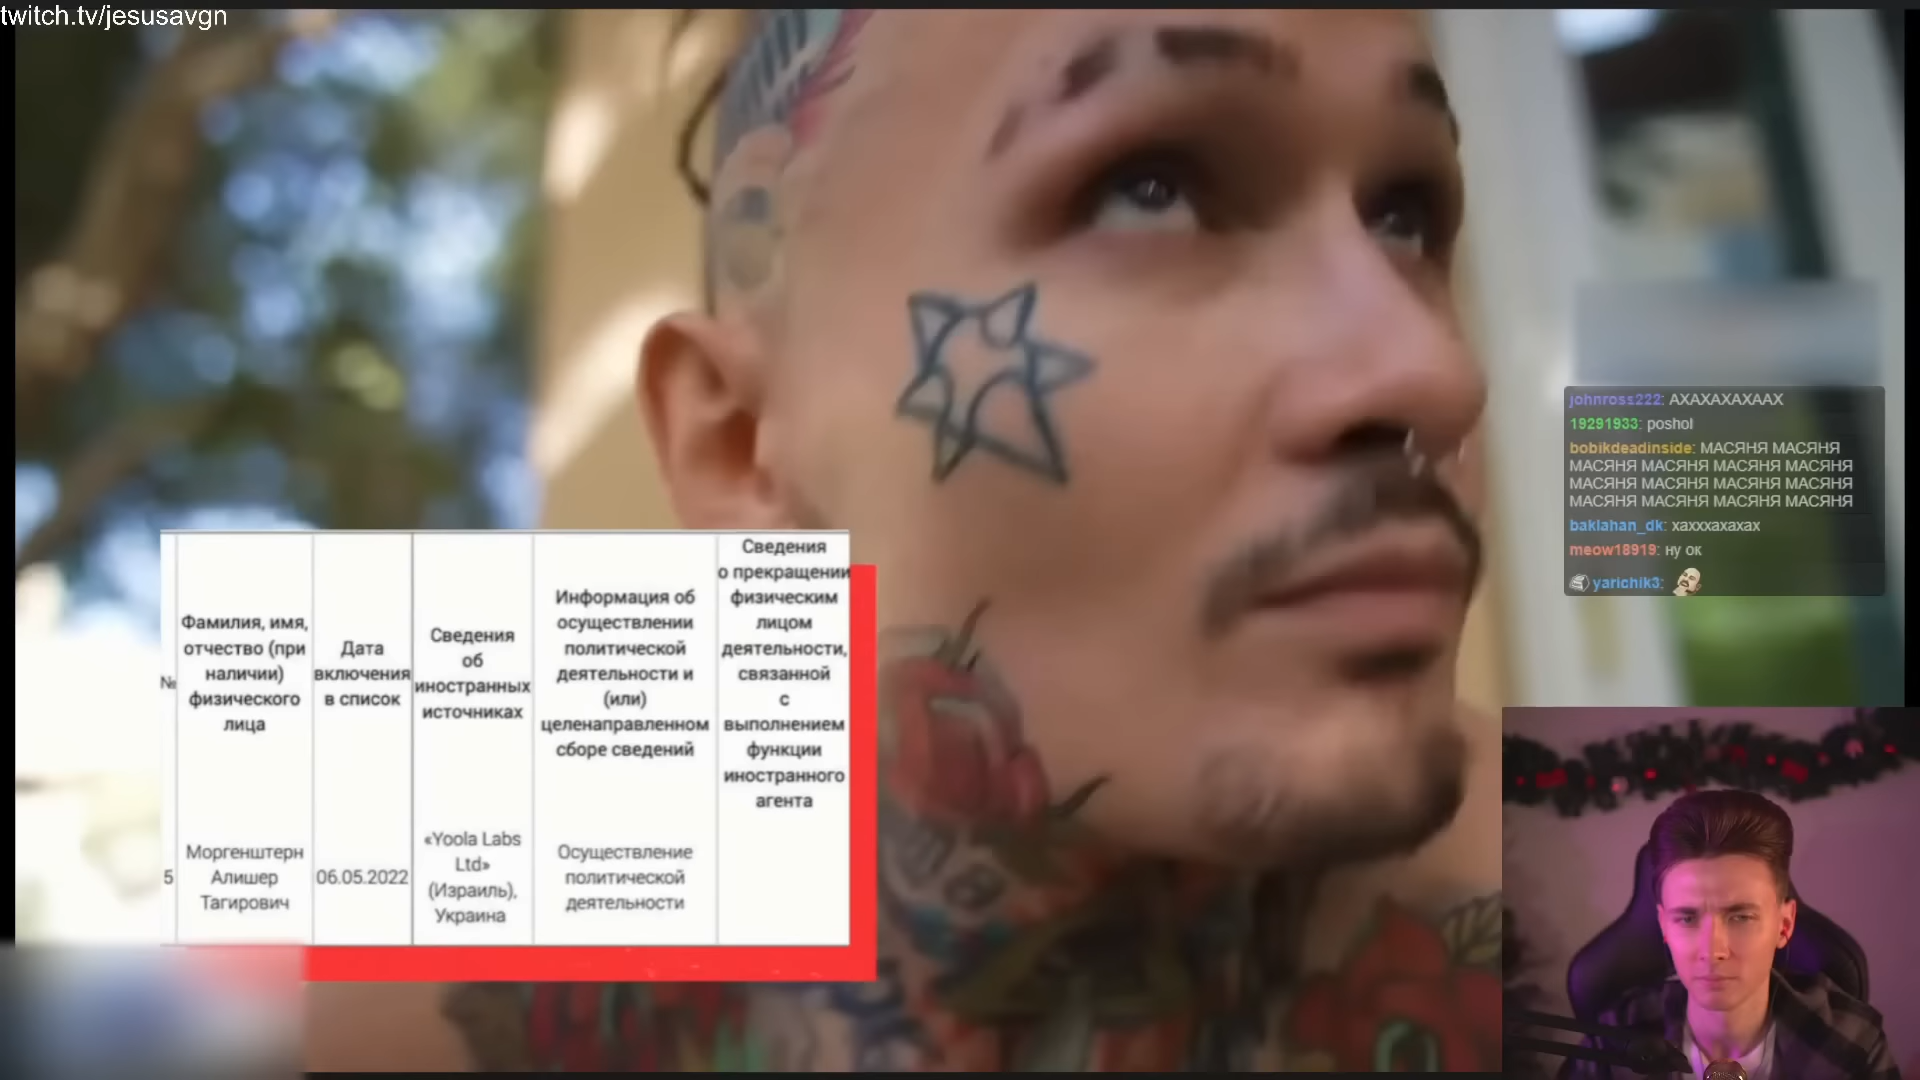 twitch.tv/jesusavgn
№
Фамилия, имя,
отчество (при
наличии)
физического
лица
Дата
включения
в список
Сведения
об
иностранных
источниках
Информация об
осуществлении
политической
деятельности и
(или)
целенаправленном
сборе сведений
Сведения
о прекращении
физическим
лицом
деятельности,
связанной
с
выполнением
функции
иностранного
агента
5
Моргенштерн
Алишер
Тагирович
06.05.2022
«Yoola Labs
Ltd»
(Израиль),
Украина
Осуществление
политической
деятельности
johnross222: АХАХАХАХААХ
19291933: poshol
bobikdeadinside: МАСЯНЯ МАСЯНЯ
МАСЯНЯ МАСЯНЯ МАСЯНЯ МАСЯНЯ
МАСЯНЯ МАСЯНЯ МАСЯНЯ МАСЯНЯ
МАСЯНЯ МАСЯНЯ МАСЯНЯ МАСЯНЯ
baklahan_dk: хаxxхахахах
meow18919: ну ок
yarichik3: